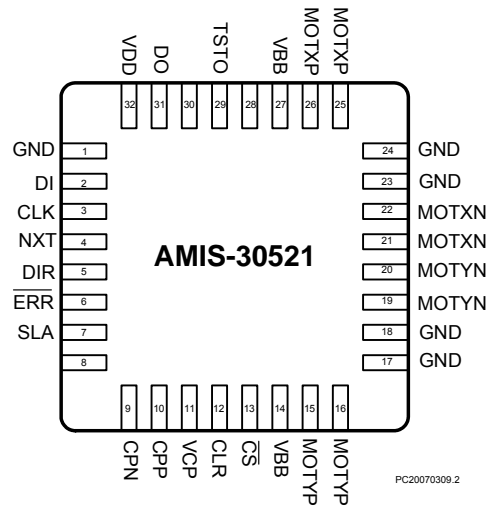 VDD
DO
TSTO
VBB
MOTXP
MOTXP
32
31
30
29
28
27
26
25
GND 1
DI 2
CLK 3
NXT 4
DIR 5
ERR 6
SLA 7
8
AMIS-30521
24 GND
23 GND
22 MOTXN
21 MOTXN
20 MOTYN
19 MOTYN
18 GND
17 GND
9
10
11
12
13
14
15
16
CPN
CPP
VCP
CLR
CS
VBB
MOTYP
MOTYP
PC20070309.2